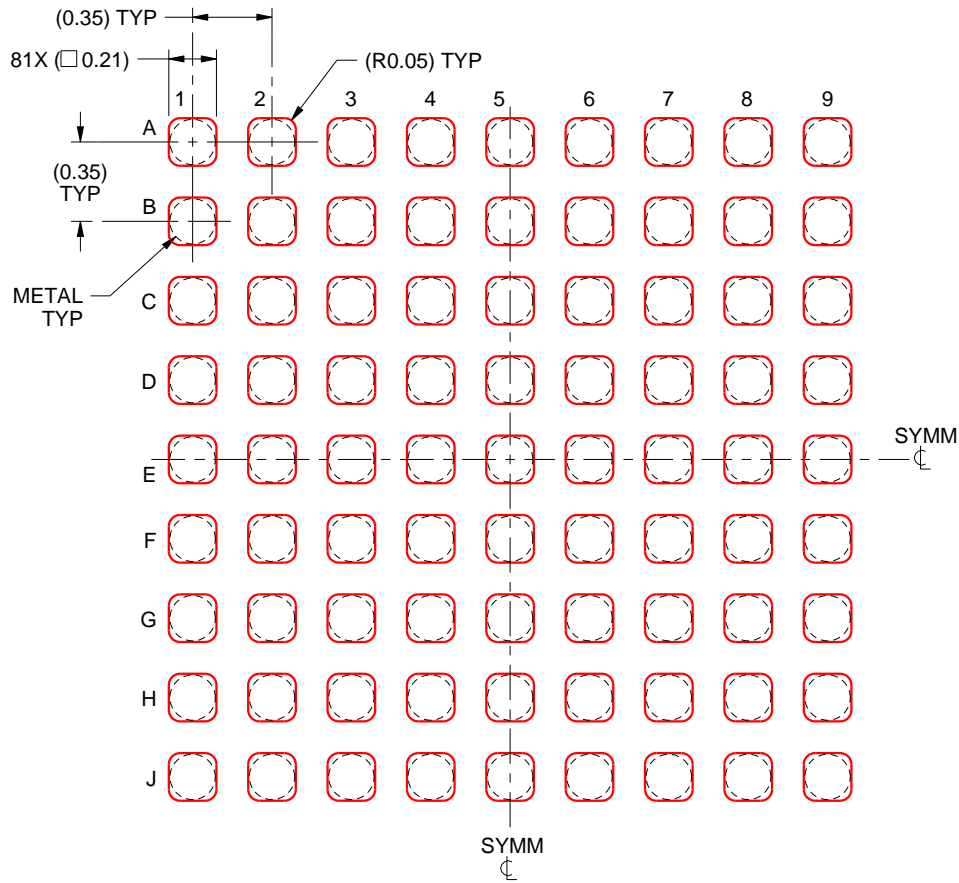 (0.35) TYP
81X (□ 0.21)
(R0.05) TYP
1 2 3 4 5 6 7 8 9
A
(0.35)
TYP
B
METAL
TYP
C
D
SYMM
℄
E
F
G
H
J
SYMM
℄